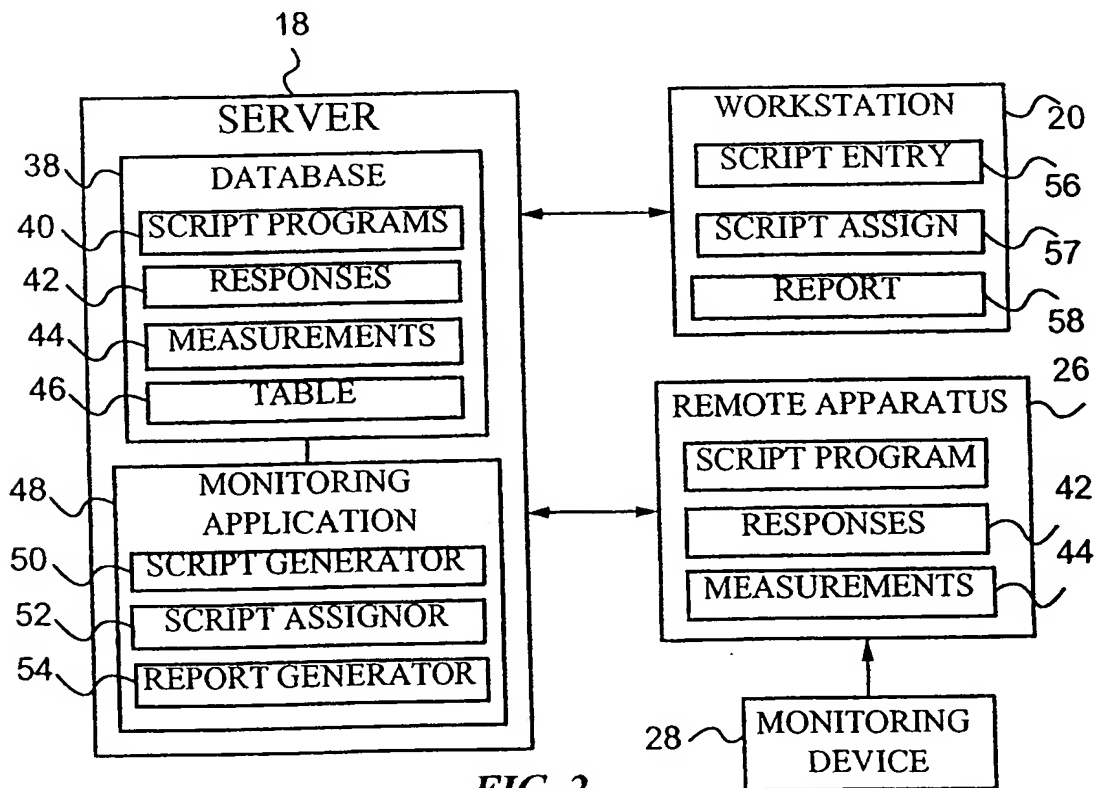 18
SERVER
38
DATABASE
40
SCRIPT PROGRAMS
42
RESPONSES
44
MEASUREMENTS
46
TABLE
48
MONITORING
APPLICATION
50
SCRIPT GENERATOR
52
SCRIPT ASSIGNOR
54
REPORT GENERATOR
WORKSTATION
20
SCRIPT ENTRY
56
SCRIPT ASSIGN
57
REPORT
58
26
REMOTE APPARATUS
SCRIPT PROGRAM
42
RESPONSES
44
MEASUREMENTS
28
MONITORING
DEVICE
FIG. 2